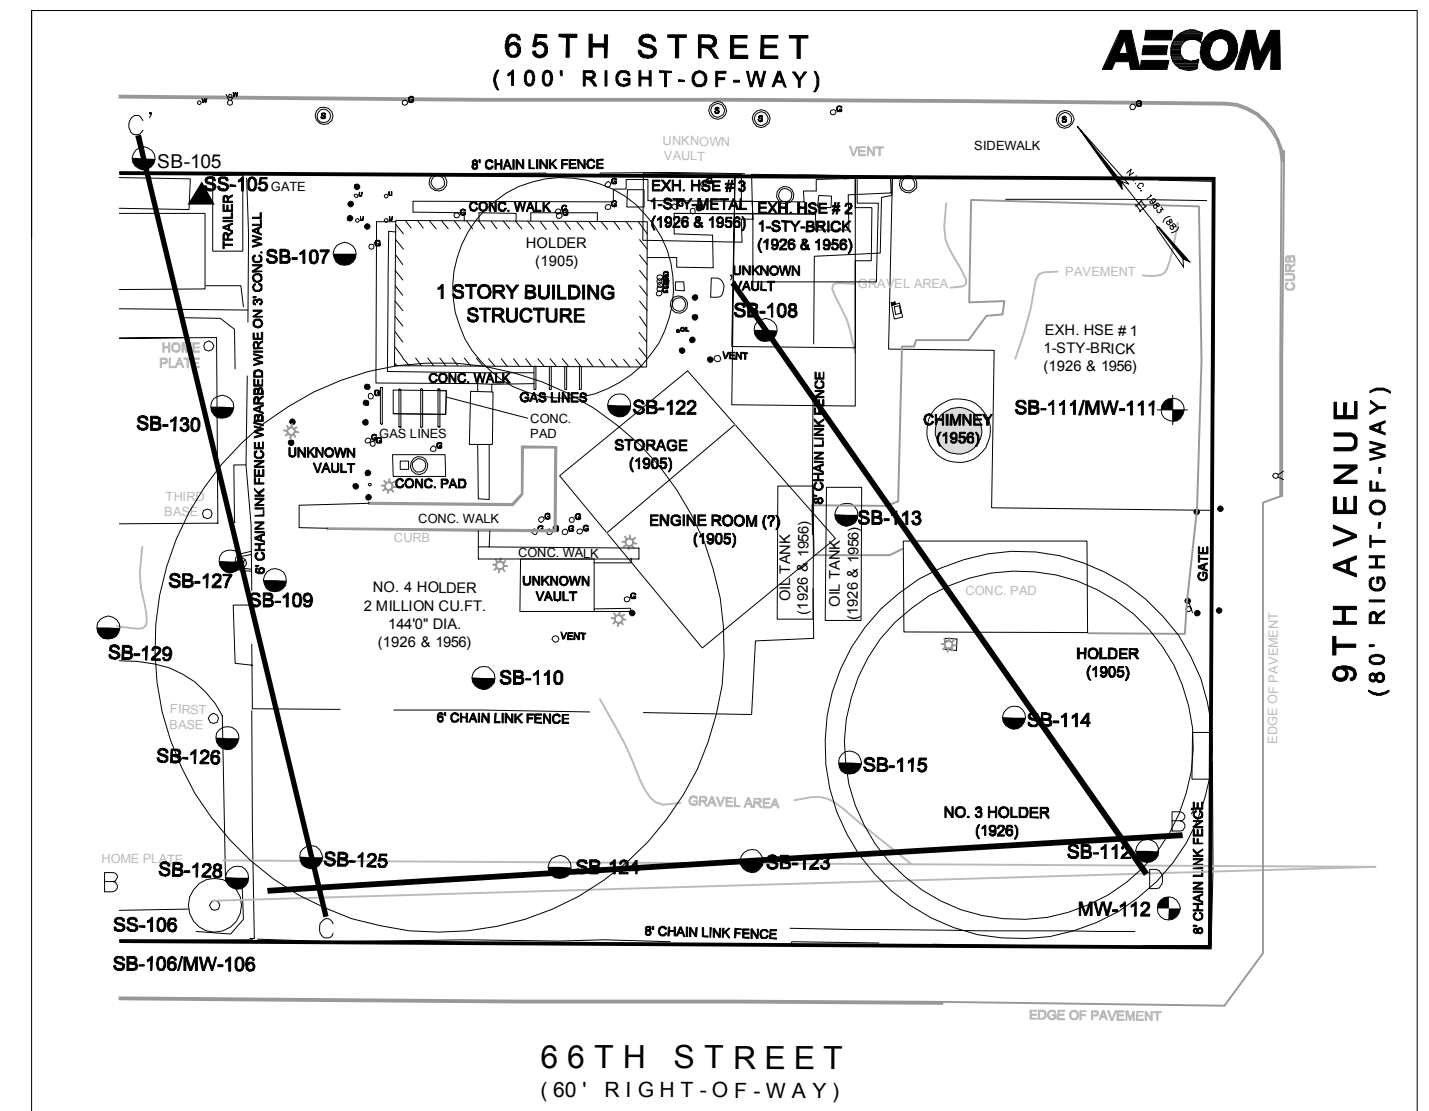 65TH STREET
(100' RIGHT-OF-WAY)
AECOM
C'
SB-105
SS-105
GATE
TRAILER
8' CHAIN LINK FENCE
UNKNOWN
VAULT
VENT
SIDEWALK
CURB
CONC. WALK
EXH. HSE # 3
1-STY-METAL
(1926 & 1956)
EXH. HSE # 2
1-STY-BRICK
(1926 & 1956)
SB-107
HOLDER
(1905)
1 STORY BUILDING
STRUCTURE
UNKNOWN
VAULT
D'
SB-108
GRAVEL AREA
PAVEMENT
EXH. HSE # 1
1-STY-BRICK
(1926 & 1956)
6' CHAIN LINK FENCE W/BARBED WIRE ON 3' CONC. WALL
HOME
PLATE
OIL
VENT
CONC. WALK
GAS LINES
SB-130
CONC.
PAD
GAS LINES
SB-122
8' CHAIN LINK FENCE
CHIMNEY
(1956)
SB-111/MW-111
UNKNOWN
VAULT
CONC. PAD
STORAGE
(1905)
THIRD
BASE
CONC. WALK
CURB
ENGINE ROOM (?)
(1905)
SB-113
OIL TANK
(1926 & 1956)
OIL TANK
(1926 & 1956)
GATE
SB-127
SB-109
CONC. WALK
UNKNOWN
VAULT
NO. 4 HOLDER
2 MILLION CU.FT.
144'0" DIA.
(1926 & 1956)
CONC. PAD
SB-129
VENT
HOLDER
(1905)
SB-110
FIRST
BASE
6' CHAIN LINK FENCE
SB-114
SB-126
SB-115
GRAVEL AREA
NO. 3 HOLDER
(1926)
B'
HOME PLATE
B
SB-128
SB-125
SB-124
SB-123
SB-112
D
MW-112
8' CHAIN LINK FENCE
SS-106
C
8' CHAIN LINK FENCE
SB-106/MW-106
EDGE OF PAVEMENT
EDGE OF PAVEMENT
9TH AVENUE
(80' RIGHT-OF-WAY)
66TH STREET
(60' RIGHT-OF-WAY)